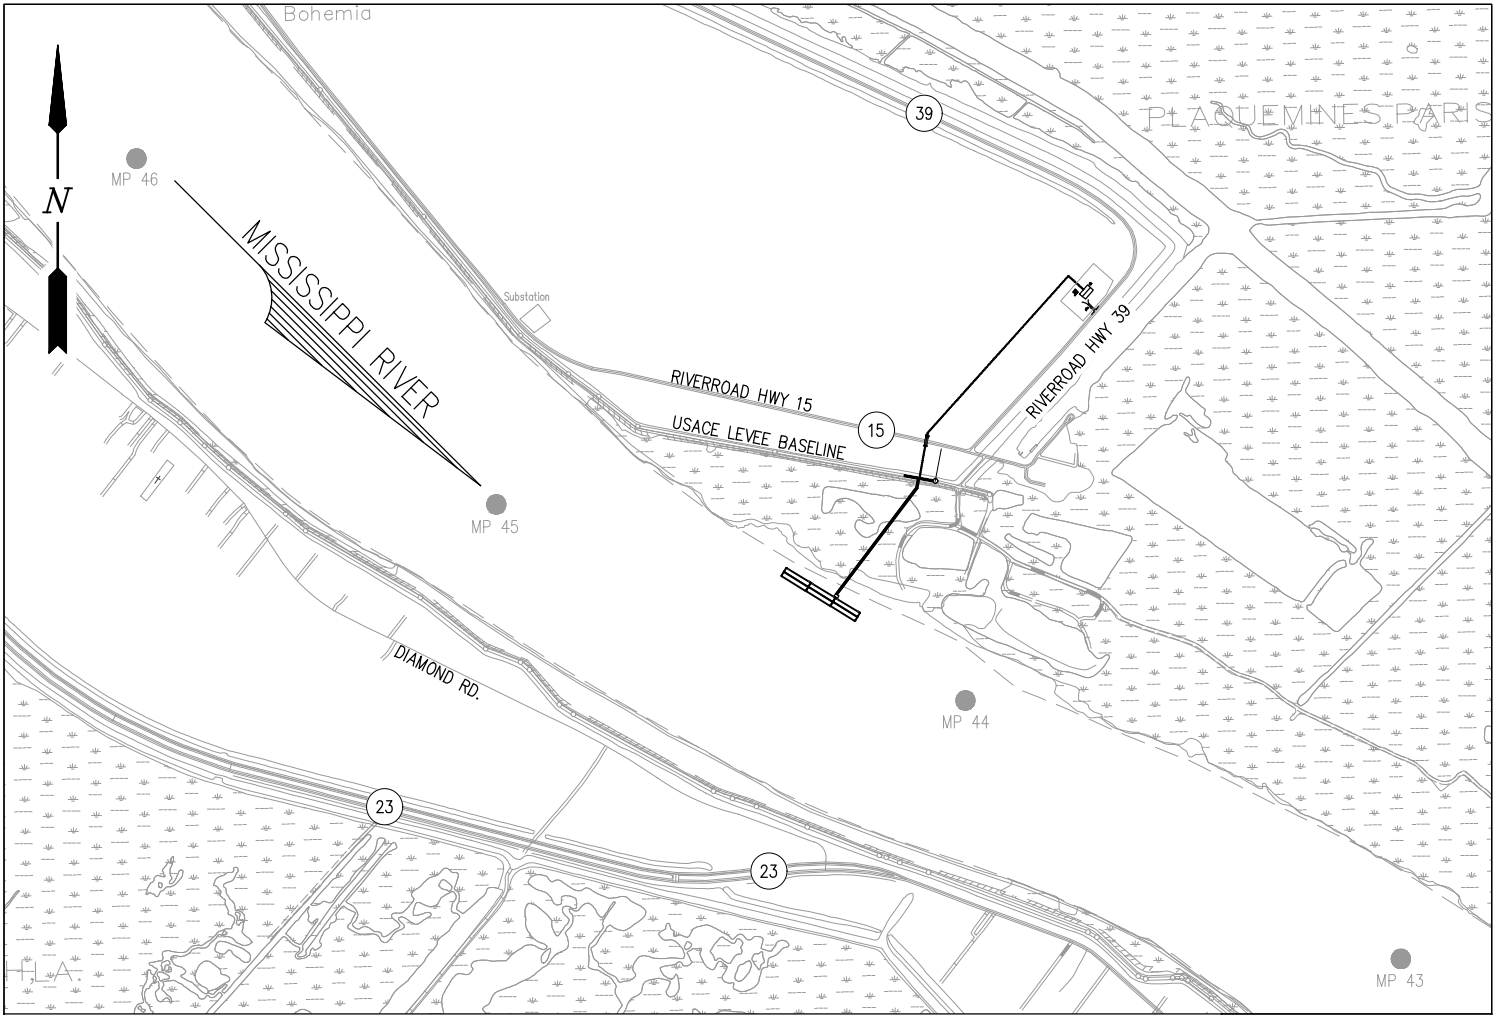 Bohemia
39
PLAQUEMINES PARIS
MP 46
N
MISSISSIPPI RIVER
Substation
RIVERROAD HWY 39
RIVERROAD HWY 15
15
USACE LEVEE BASELINE
MP 45
DIAMOND RD.
MP 44
23
23
H,LA.
MP 43